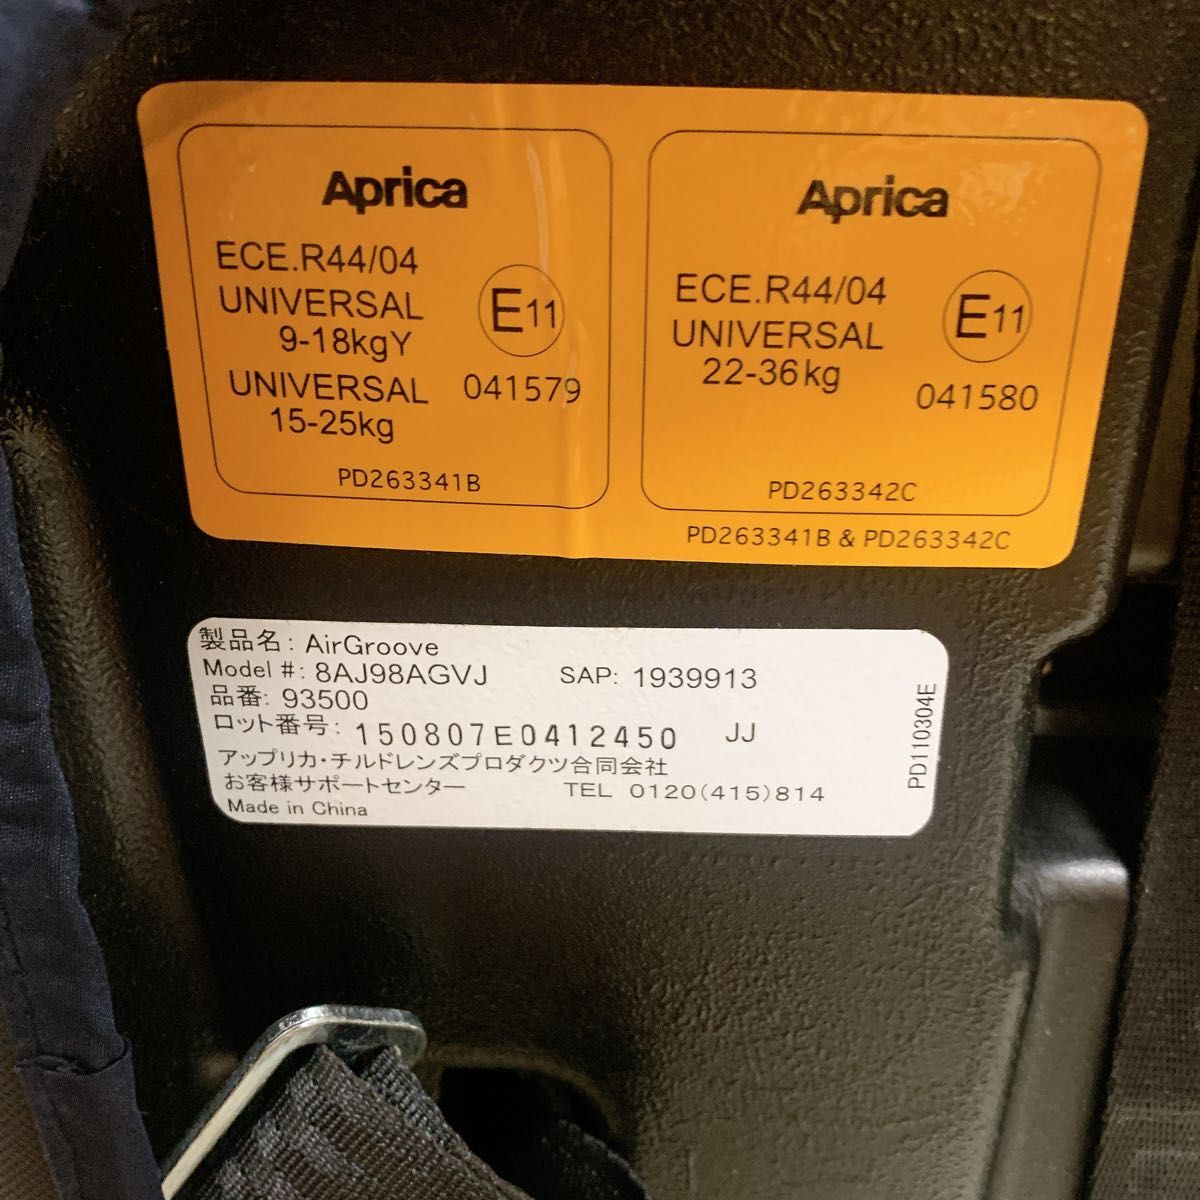 Aprica
ECE.R44/04
UNIVERSAL
9-18kgY
UNIVERSAL
15-25kg
E11
041579
PD263341B
Aprica
ECE.R44/04
UNIVERSAL
22-36kg
E11
041580
PD263342C
PD263341B & PD263342C
製品名: AirGroove
Model #: 8AJ98AGVJ SAP: 1939913
品番: 93500
ロット番号: 150807E0412450 JJ
アップリカ・チルドレンズプロダクツ合同会社
お客様サポートセンター TEL 0120(415)814
Made in China
PD110304E